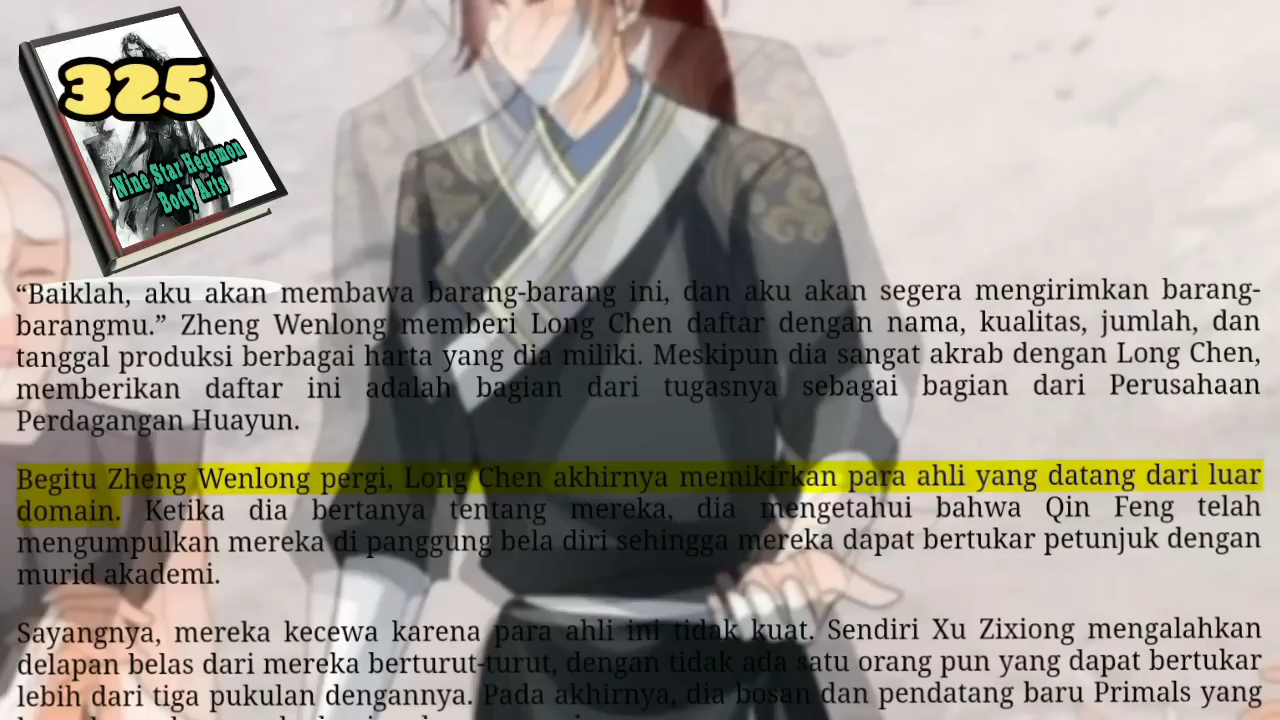 325
Nine Star Hegemon
Body Arts
“Baiklah, aku akan membawa barang-barang ini, dan aku akan segera mengirimkan barang-
barangmu.” Zheng Wenlong memberi Long Chen daftar dengan nama, kualitas, jumlah, dan
tanggal produksi berbagai harta yang dia miliki. Meskipun dia sangat akrab dengan Long Chen,
memberikan daftar ini adalah bagian dari tugasnya sebagai bagian dari Perusahaan
Perdagangan Huayun.
Begitu Zheng Wenlong pergi, Long Chen akhirnya memikirkan para ahli yang datang dari luar
domain. Ketika dia bertanya tentang mereka, dia mengetahui bahwa Qin Feng telah
mengumpulkan mereka di panggung bela diri sehingga mereka dapat bertukar petunjuk dengan
murid akademi.
Sayangnya, mereka kecewa karena para ahli ini tidak kuat. Sendiri Xu Zixiong mengalahkan
delapan belas dari mereka berturut-turut, dengan tidak ada satu orang pun yang dapat bertukar
lebih dari tiga pukulan dengannya. Pada akhirnya, dia bosan dan pendatang baru Primals yang